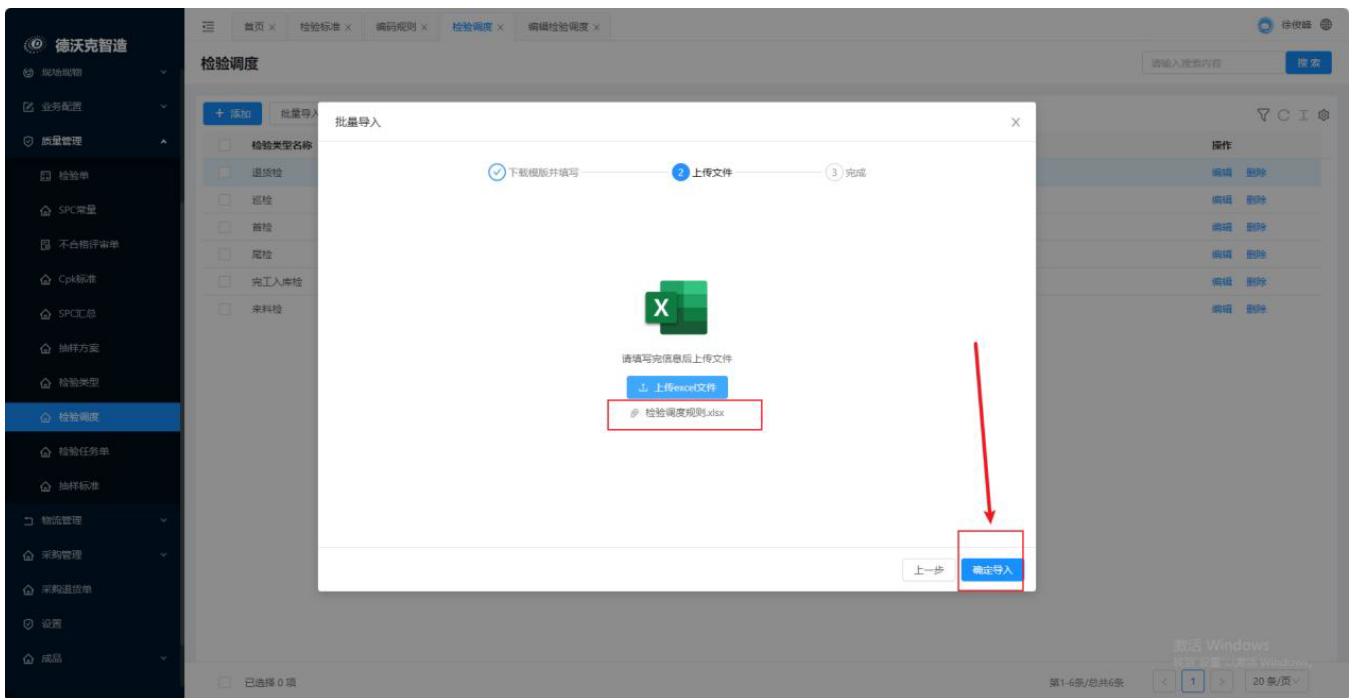 德沃克智造
首页 × 检验标准 × 编码规则 × 检验调度 × 编辑检验调度 ×
徐俊峰
检验调度
请输入搜索内容
搜索
现场现物
业务配置
质量管理
检验单
SPC常量
不合格评审单
Cpk标准
SPC汇总
抽样方案
检验类型
检验调度
检验任务单
抽样标准
物流管理
采购管理
采购退货单
设置
成品
+ 添加
批量导入
检验类型名称 操作
退货检 编辑 删除
巡检 编辑 删除
首检 编辑 删除
尾检 编辑 删除
完工入库检 编辑 删除
来料检 编辑 删除
批量导入 X
下载模版并填写
2 上传文件
3 完成
X
请填写完信息后上传文件
上传excel文件
检验调度规则.xlsx
上一步
确定导入
激活 Windows
已选择 0 项
第1-6条/总共6条
< 1 >
20 条/页